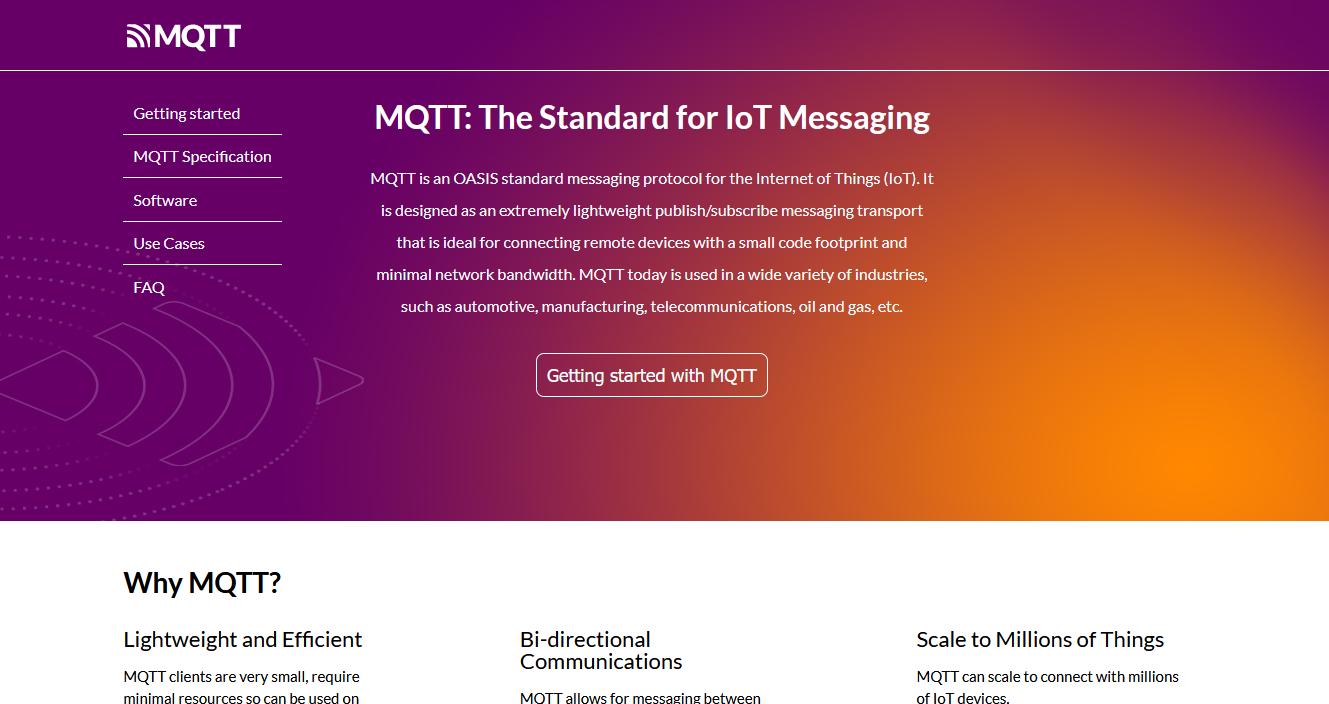 MQTT
Getting started
MQTT Specification
Software
Use Cases
FAQ
MQTT: The Standard for IoT Messaging
MQTT is an OASIS standard messaging protocol for the Internet of Things (IoT). It
is designed as an extremely lightweight publish/subscribe messaging transport
that is ideal for connecting remote devices with a small code footprint and
minimal network bandwidth. MQTT today is used in a wide variety of industries,
such as automotive, manufacturing, telecommunications, oil and gas, etc.
Getting started with MQTT
Why MQTT?
Lightweight and Efficient
MQTT clients are very small, require
minimal resources so can be used on
Bi-directional
Communications
MQTT allows for messaging between
Scale to Millions of Things
MQTT can scale to connect with millions
of IoT devices.